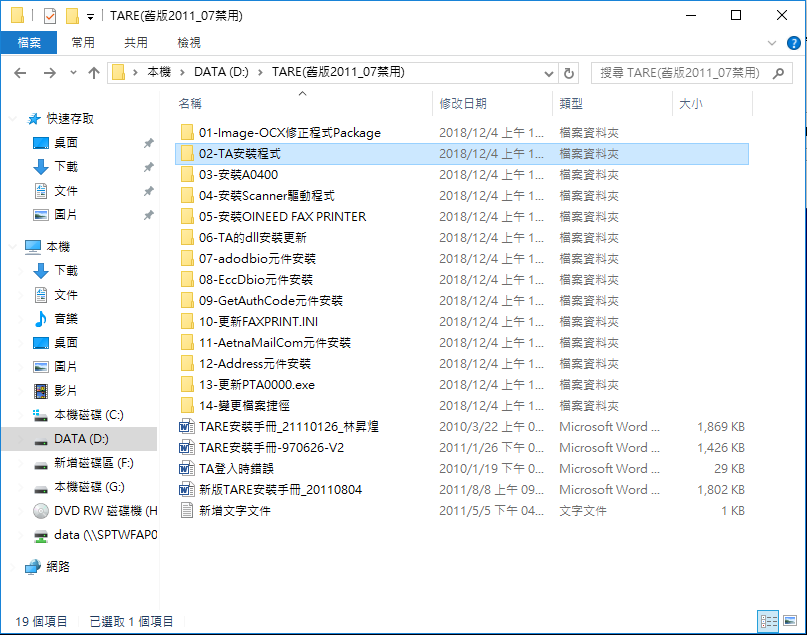 TARE(舊版2011_07禁用)
檔案 常用 共用 檢視
本機 DATA (D:) TARE(舊版2011_07禁用) 搜尋 TARE(舊版2011_07禁用)
名稱 修改日期 類型 大小
快速存取
桌面
下載
文件
圖片
本機
下載
文件
音樂
桌面
圖片
影片
本機磁碟 (C:)
DATA (D:)
新增磁碟區 (F:)
本機磁碟 (G:)
DVD RW 磁碟機 (H
data (\\SPTWFAP0
網路
01-Image-OCX修正程式Package 2018/12/4 上午 1... 檔案資料夾
02-TA安裝程式 2018/12/4 上午 1... 檔案資料夾
03-安裝A0400 2018/12/4 上午 1... 檔案資料夾
04-安裝Scanner驅動程式 2018/12/4 上午 1... 檔案資料夾
05-安裝OINEED FAX PRINTER 2018/12/4 上午 1... 檔案資料夾
06-TA的dll安裝更新 2018/12/4 上午 1... 檔案資料夾
07-adodbio元件安裝 2018/12/4 上午 1... 檔案資料夾
08-EccDbio元件安裝 2018/12/4 上午 1... 檔案資料夾
09-GetAuthCode元件安裝 2018/12/4 上午 1... 檔案資料夾
10-更新FAXPRINT.INI 2018/12/4 上午 1... 檔案資料夾
11-AetnaMailCom元件安裝 2018/12/4 上午 1... 檔案資料夾
12-Address元件安裝 2018/12/4 上午 1... 檔案資料夾
13-更新PTA0000.exe 2018/12/4 上午 1... 檔案資料夾
14-變更檔案捷徑 2018/12/4 上午 1... 檔案資料夾
TARE安裝手冊_21110126_林昇煌 2010/3/22 上午 0... Microsoft Word ... 1,869 KB
TARE安裝手冊-970626-V2 2011/1/26 下午 0... Microsoft Word ... 1,426 KB
TA登入時錯誤 2010/1/19 下午 0... Microsoft Word ... 29 KB
新版TARE安裝手冊_20110804 2011/8/8 上午 09... Microsoft Word ... 1,802 KB
新增文字文件 2011/5/5 下午 04... 文字文件 1 KB
19 個項目 已選取 1 個項目